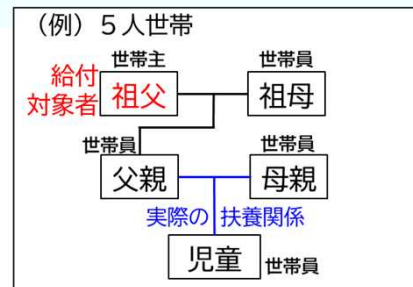 （例）５人世帯
世帯主
世帯員
給付
対象者
祖父
祖母
世帯員
世帯員
父親
母親
実際の扶養関係
児童
世帯員